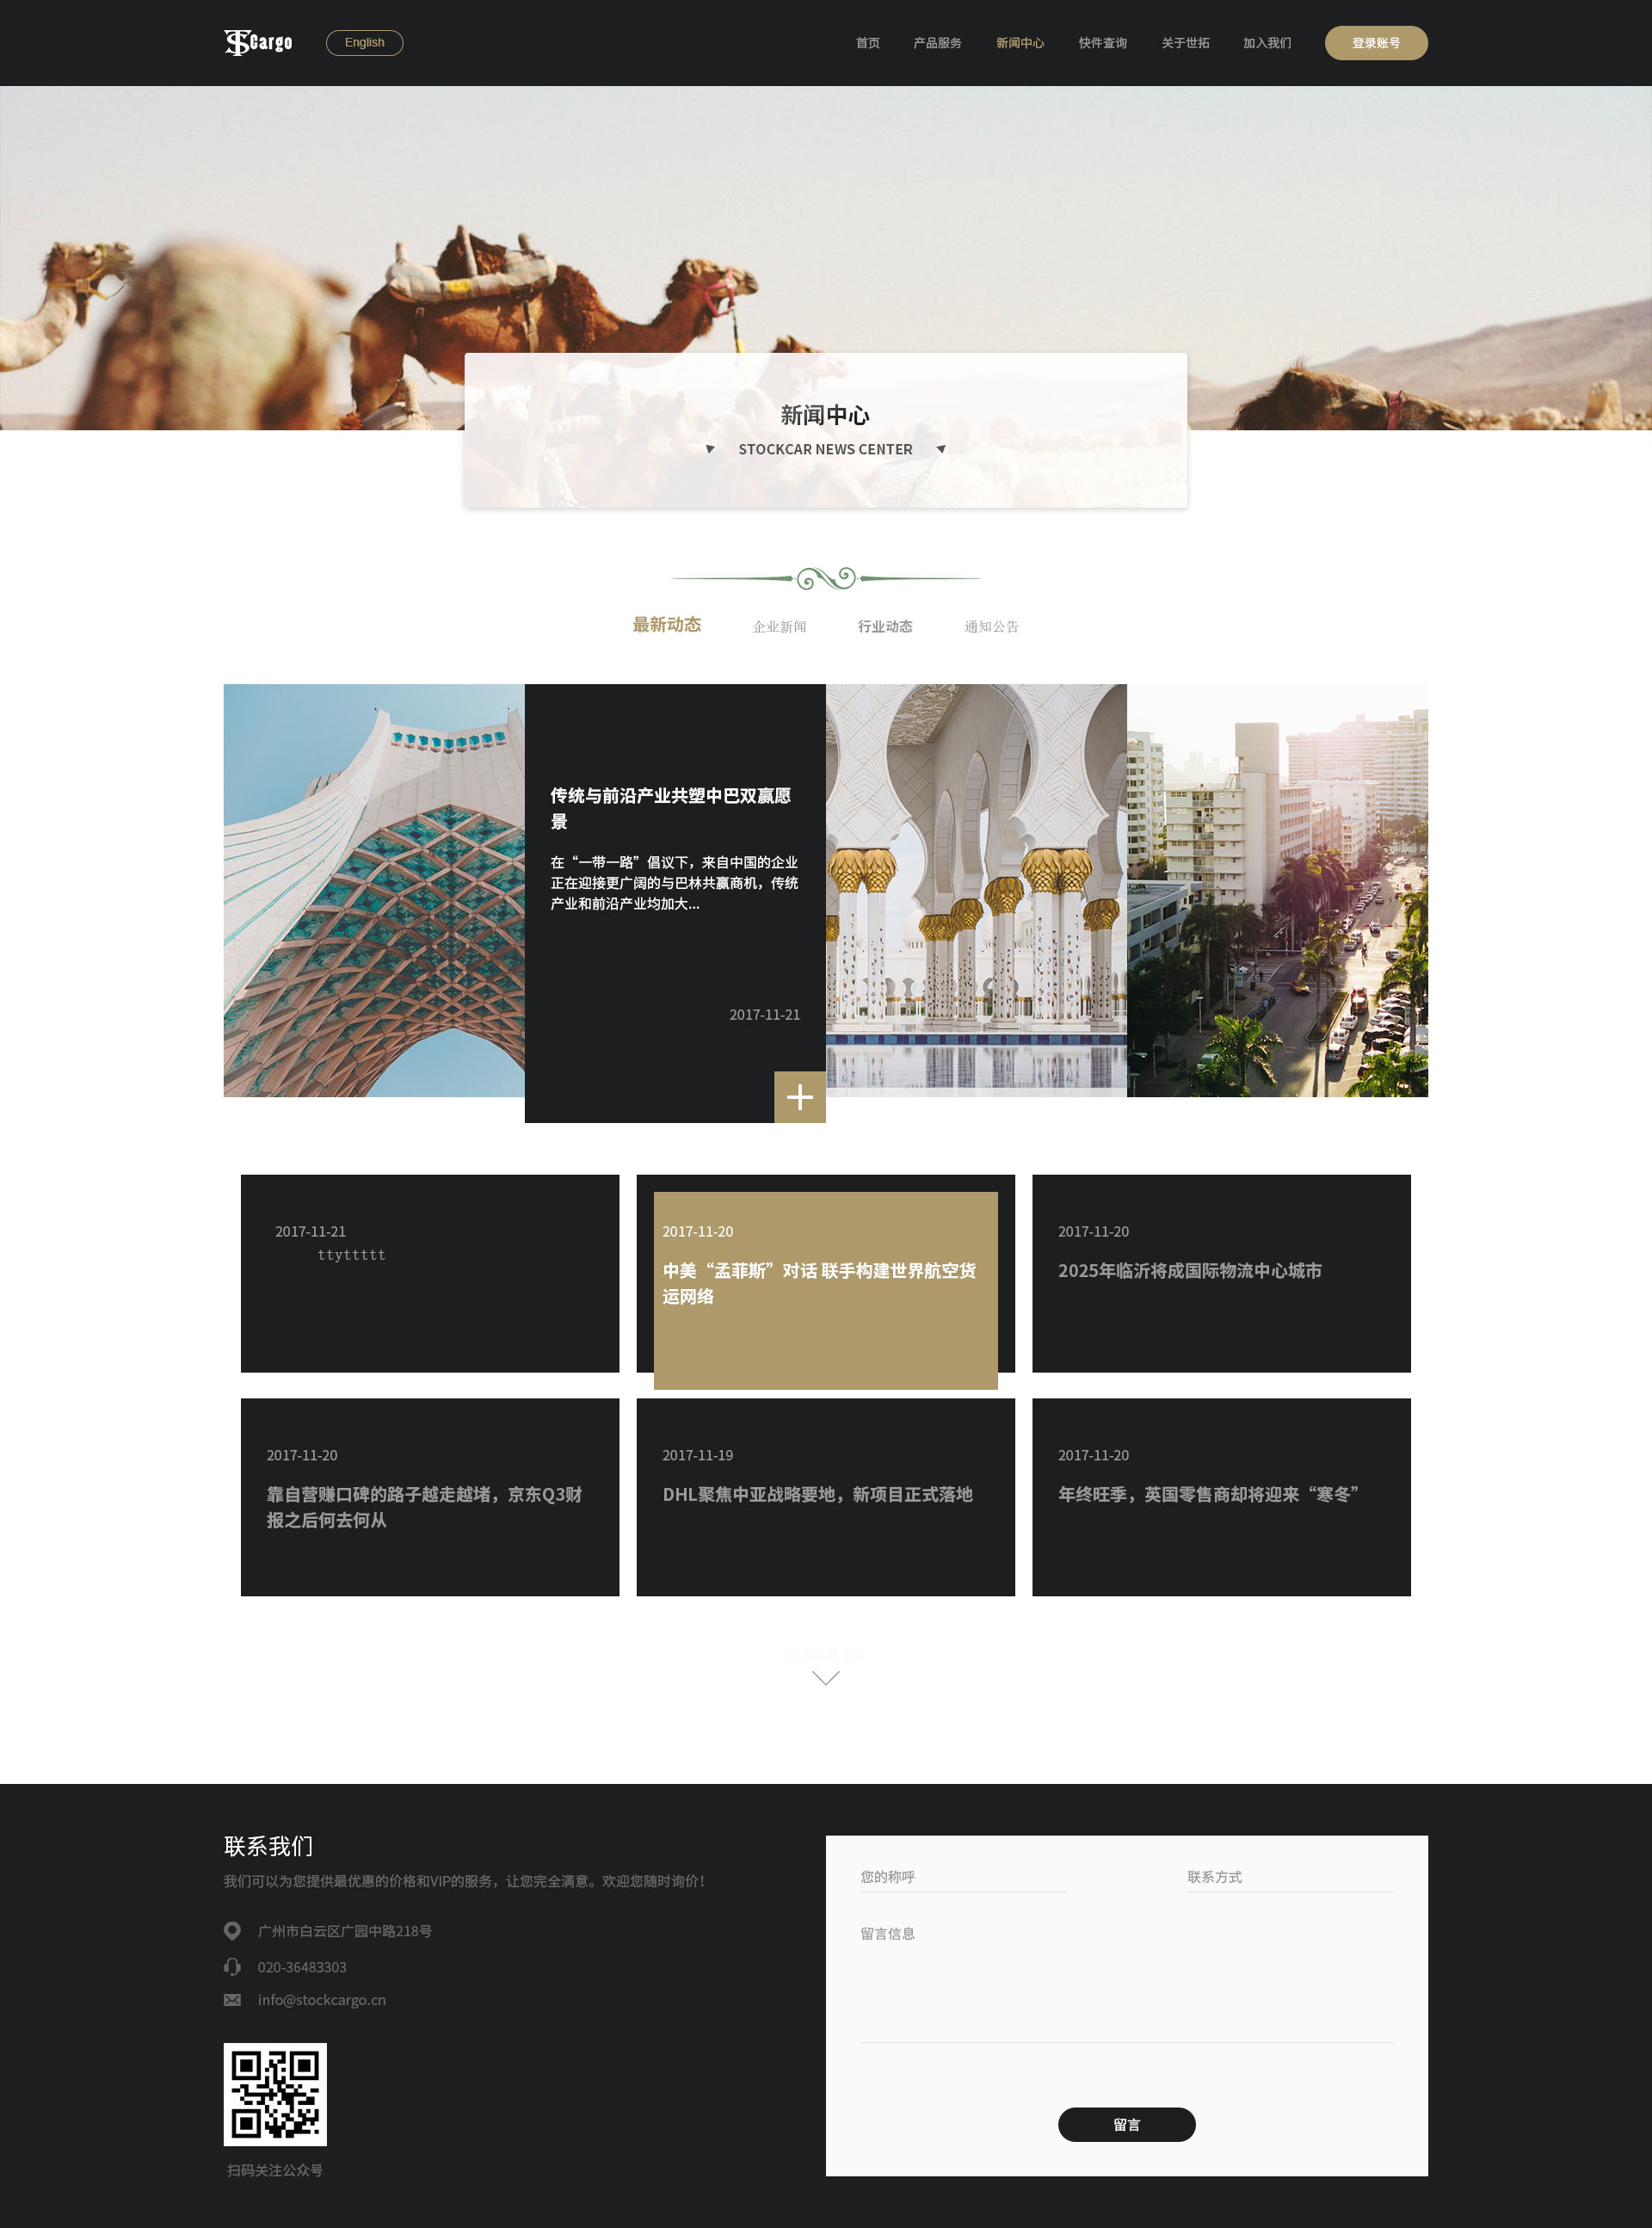 TSCargo
English
首页
产品服务
新闻中心
快件查询
关于世拓
加入我们
登录账号
新闻中心
STOCKCAR NEWS CENTER
最新动态
企业新闻
行业动态
通知公告
传统与前沿产业共塑中巴双赢愿
景
在“一带一路”倡议下，来自中国的企业
正在迎接更广阔的与巴林共赢商机，传统
产业和前沿产业均加大...
2017-11-21
2017-11-21
ttyttttt
2017-11-20
中美“孟菲斯”对话 联手构建世界航空货
运网络
2017-11-20
2025年临沂将成国际物流中心城市
2017-11-20
靠自营赚口碑的路子越走越堵，京东Q3财
报之后何去何从
2017-11-19
DHL聚焦中亚战略要地，新项目正式落地
2017-11-20
年终旺季，英国零售商却将迎来“寒冬”
联系我们
我们可以为您提供最优惠的价格和VIP的服务，让您完全满意。欢迎您随时询价！
广州市白云区广园中路218号
020-36483303
info@stockcargo.cn
扫码关注公众号
您的称呼
联系方式
留言信息
留言